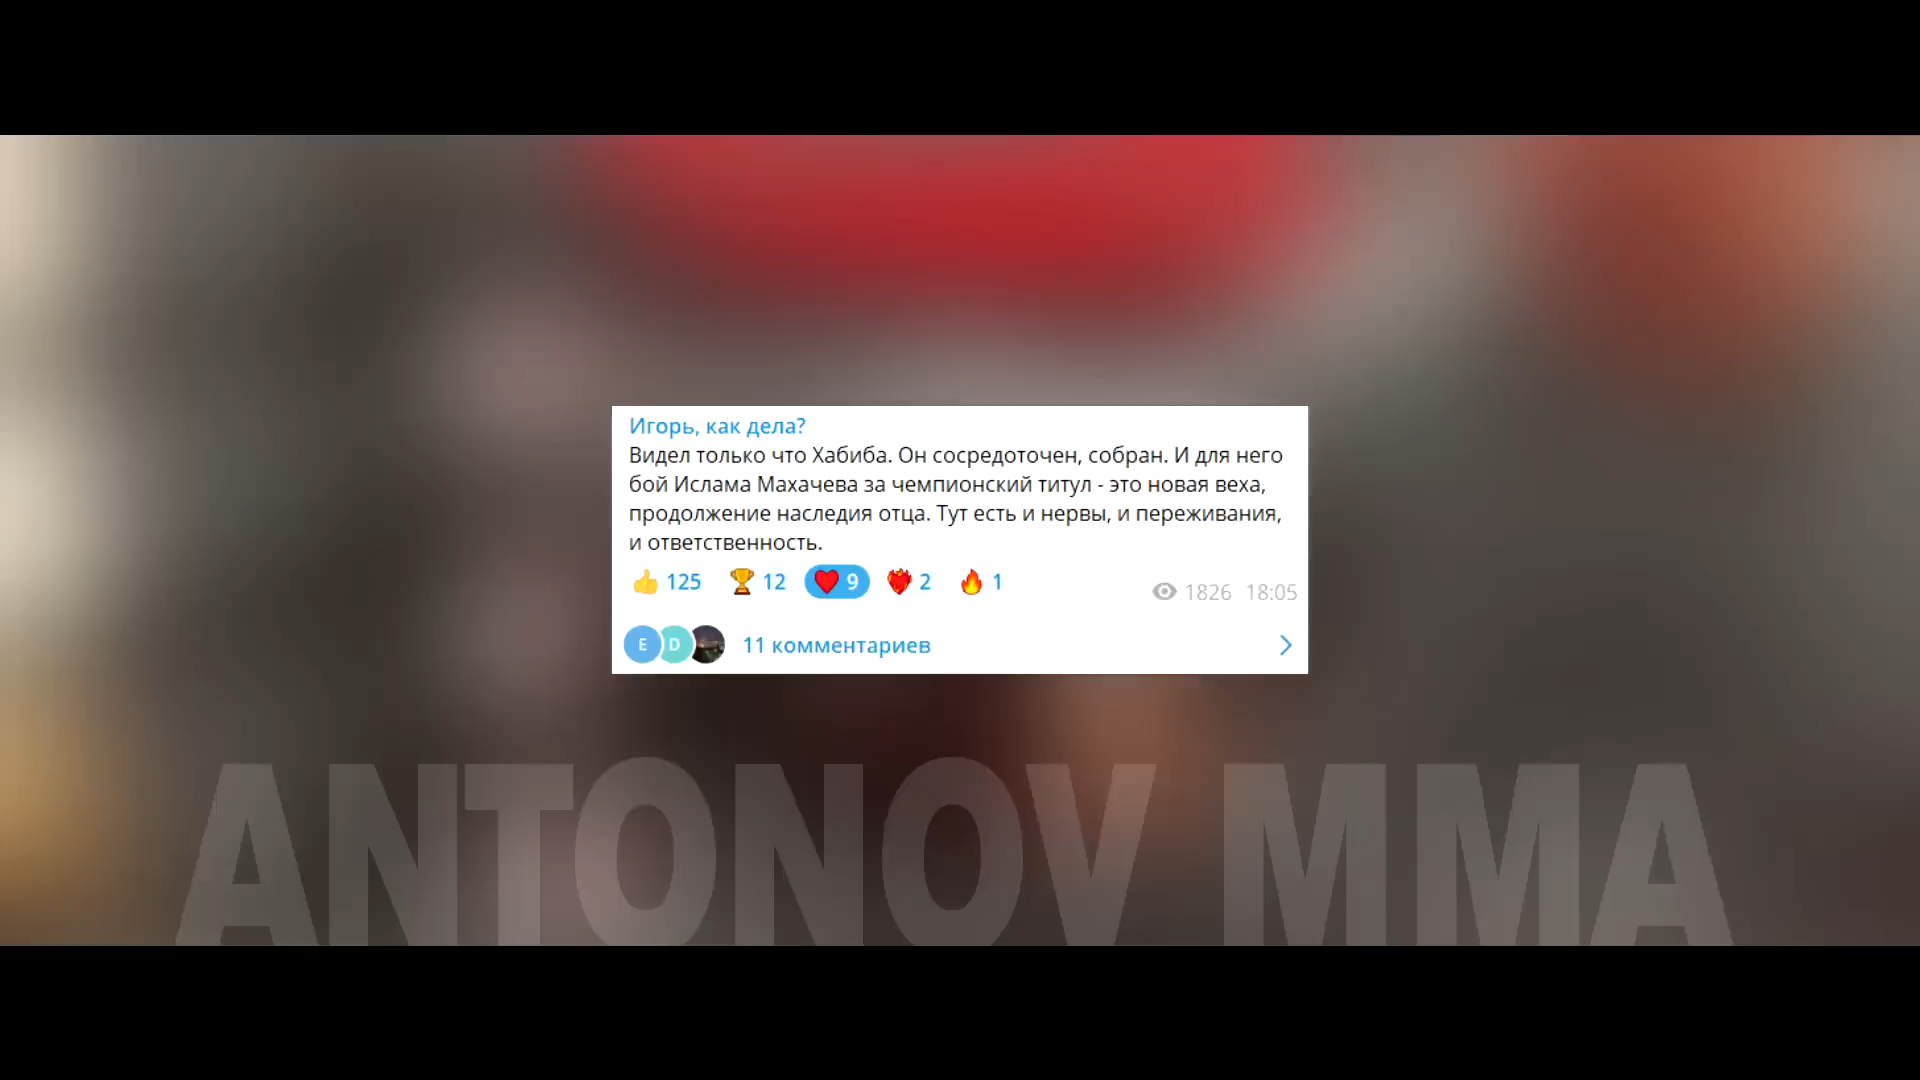 Игорь, как дела?
Видел только что Хабиба. Он сосредоточен, собран. И для него
бой Ислама Махачева за чемпионский титул - это новая веха,
продолжение наследия отца. Тут есть и нервы, и переживания,
и ответственность.
125 12 9 2 1 1826 18:05
E D 11 комментариев
ANTONOV MMA